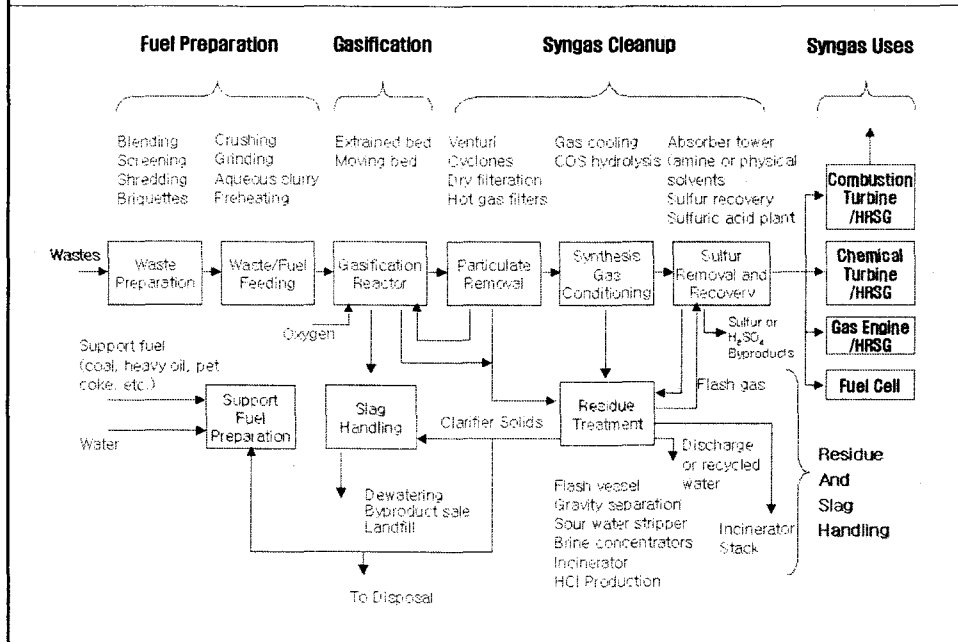 Fuel Preparation
Gasification
Syngas Cleanup
Syngas Uses
Blending
Screening
Shredding
Briquettes
Crushing
Grinding
Aqueous slurry
Preheating
Extrained bed
Moving bed
Venturi
Cyclones
Dry filteration
Hot gas filters
Gas cooling
COS hydrolysis
Absorber tower
(amine or physical
solvents
Sulfur recovery
Sulfuric acid plant
Combustion
Turbine
/HRSG
Wastes
Waste
Preparation
Waste/Fuel
Feeding
Gasification
Reactor
Particulate
Removal
Synthesis
Gas
Conditioning
Sulfur
Removal and
Recovery
Chemical
Turbine
/HRSG
Oxygen
Sulfur or
H₂SO₄
Byproducts
Gas Engine
/HRSG
Support fuel
(coal, heavy oil, pet
coke, etc.)
Flash gas
Fuel Cell
Water
Support
Fuel
Preparation
Slag
Handling
Clarifier Solids
Residue
Treatment
Discharge
or recycled
water
Residue
And
Slag
Handling
Dewatering
Byproduct sale
Landfill
Flash vessel
Gravity separation
Sour water stripper
Brine concentrators
Incinerator
HCl Production
Incinerator
Stack
To Disposal